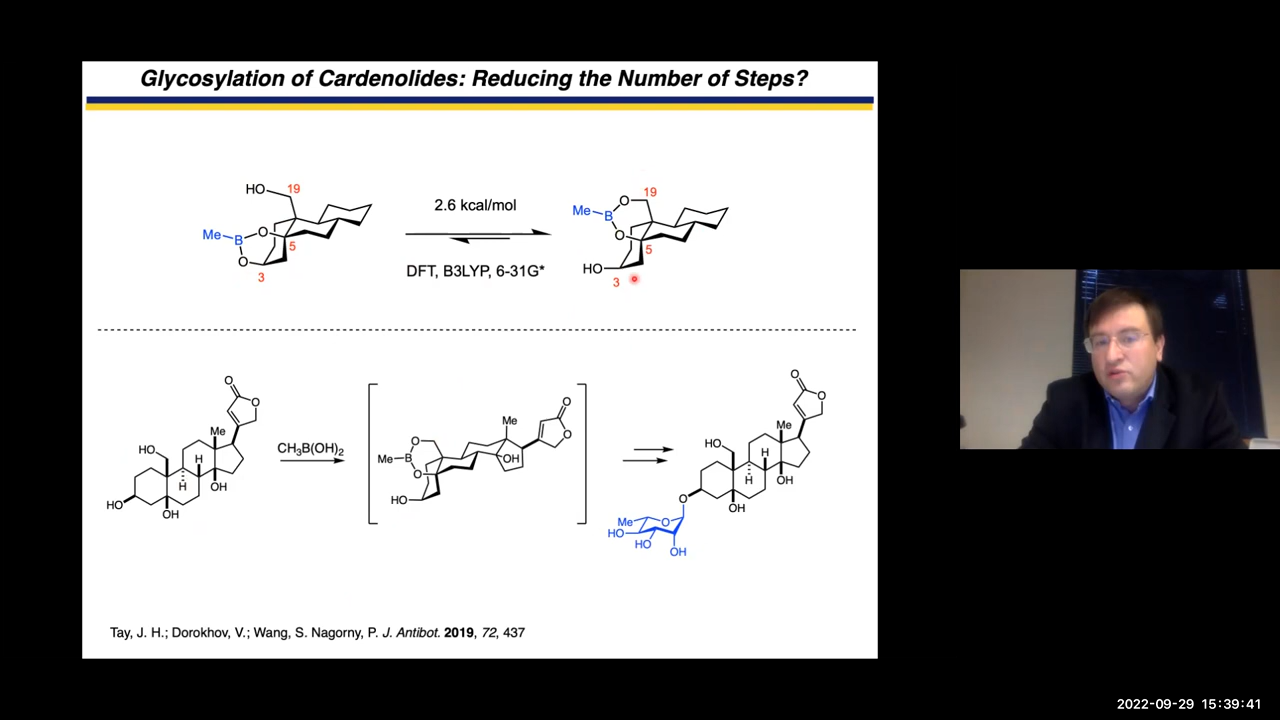 Glycosylation of Cardenolides: Reducing the Number of Steps?
HO 19
Me B O O 5 3
2.6 kcal/mol
DFT, B3LYP, 6-31G*
19
Me B O O 5
HO 3
O
O
Me
HO
H
H
OH
HO
OH
CH₃B(OH)₂
O
O
Me
O
Me B
O
OH
HO
O
O
Me
HO
H
H
OH
O
OH
Me O
HO
HO
OH
Tay, J. H.; Dorokhov, V.; Wang, S. Nagorny, P. J. Antibot. 2019, 72, 437
2022-09-29 15:39:41